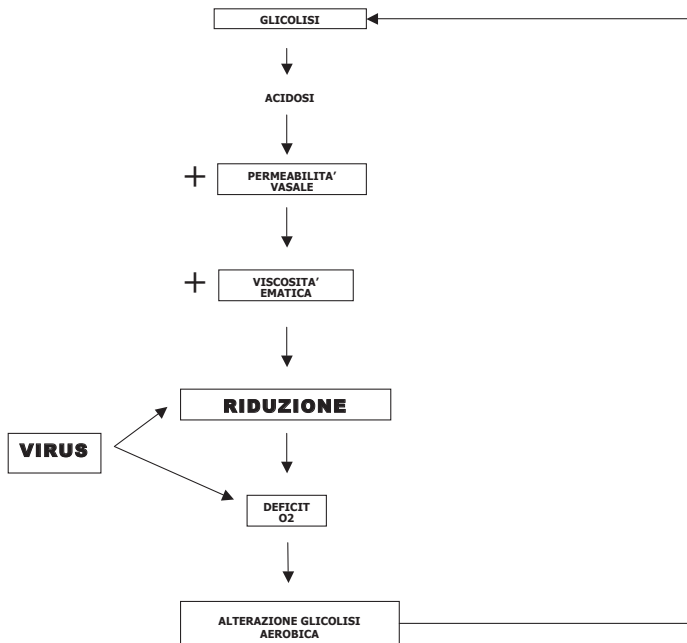 GLICOLISI
ACIDOSI
+ PERMEABILITA’
VASALE
+ VISCOSITA’
EMATICA
RIDUZIONE
VIRUS
DEFICIT
O2
ALTERAZIONE GLICOLISI
AEROBICA